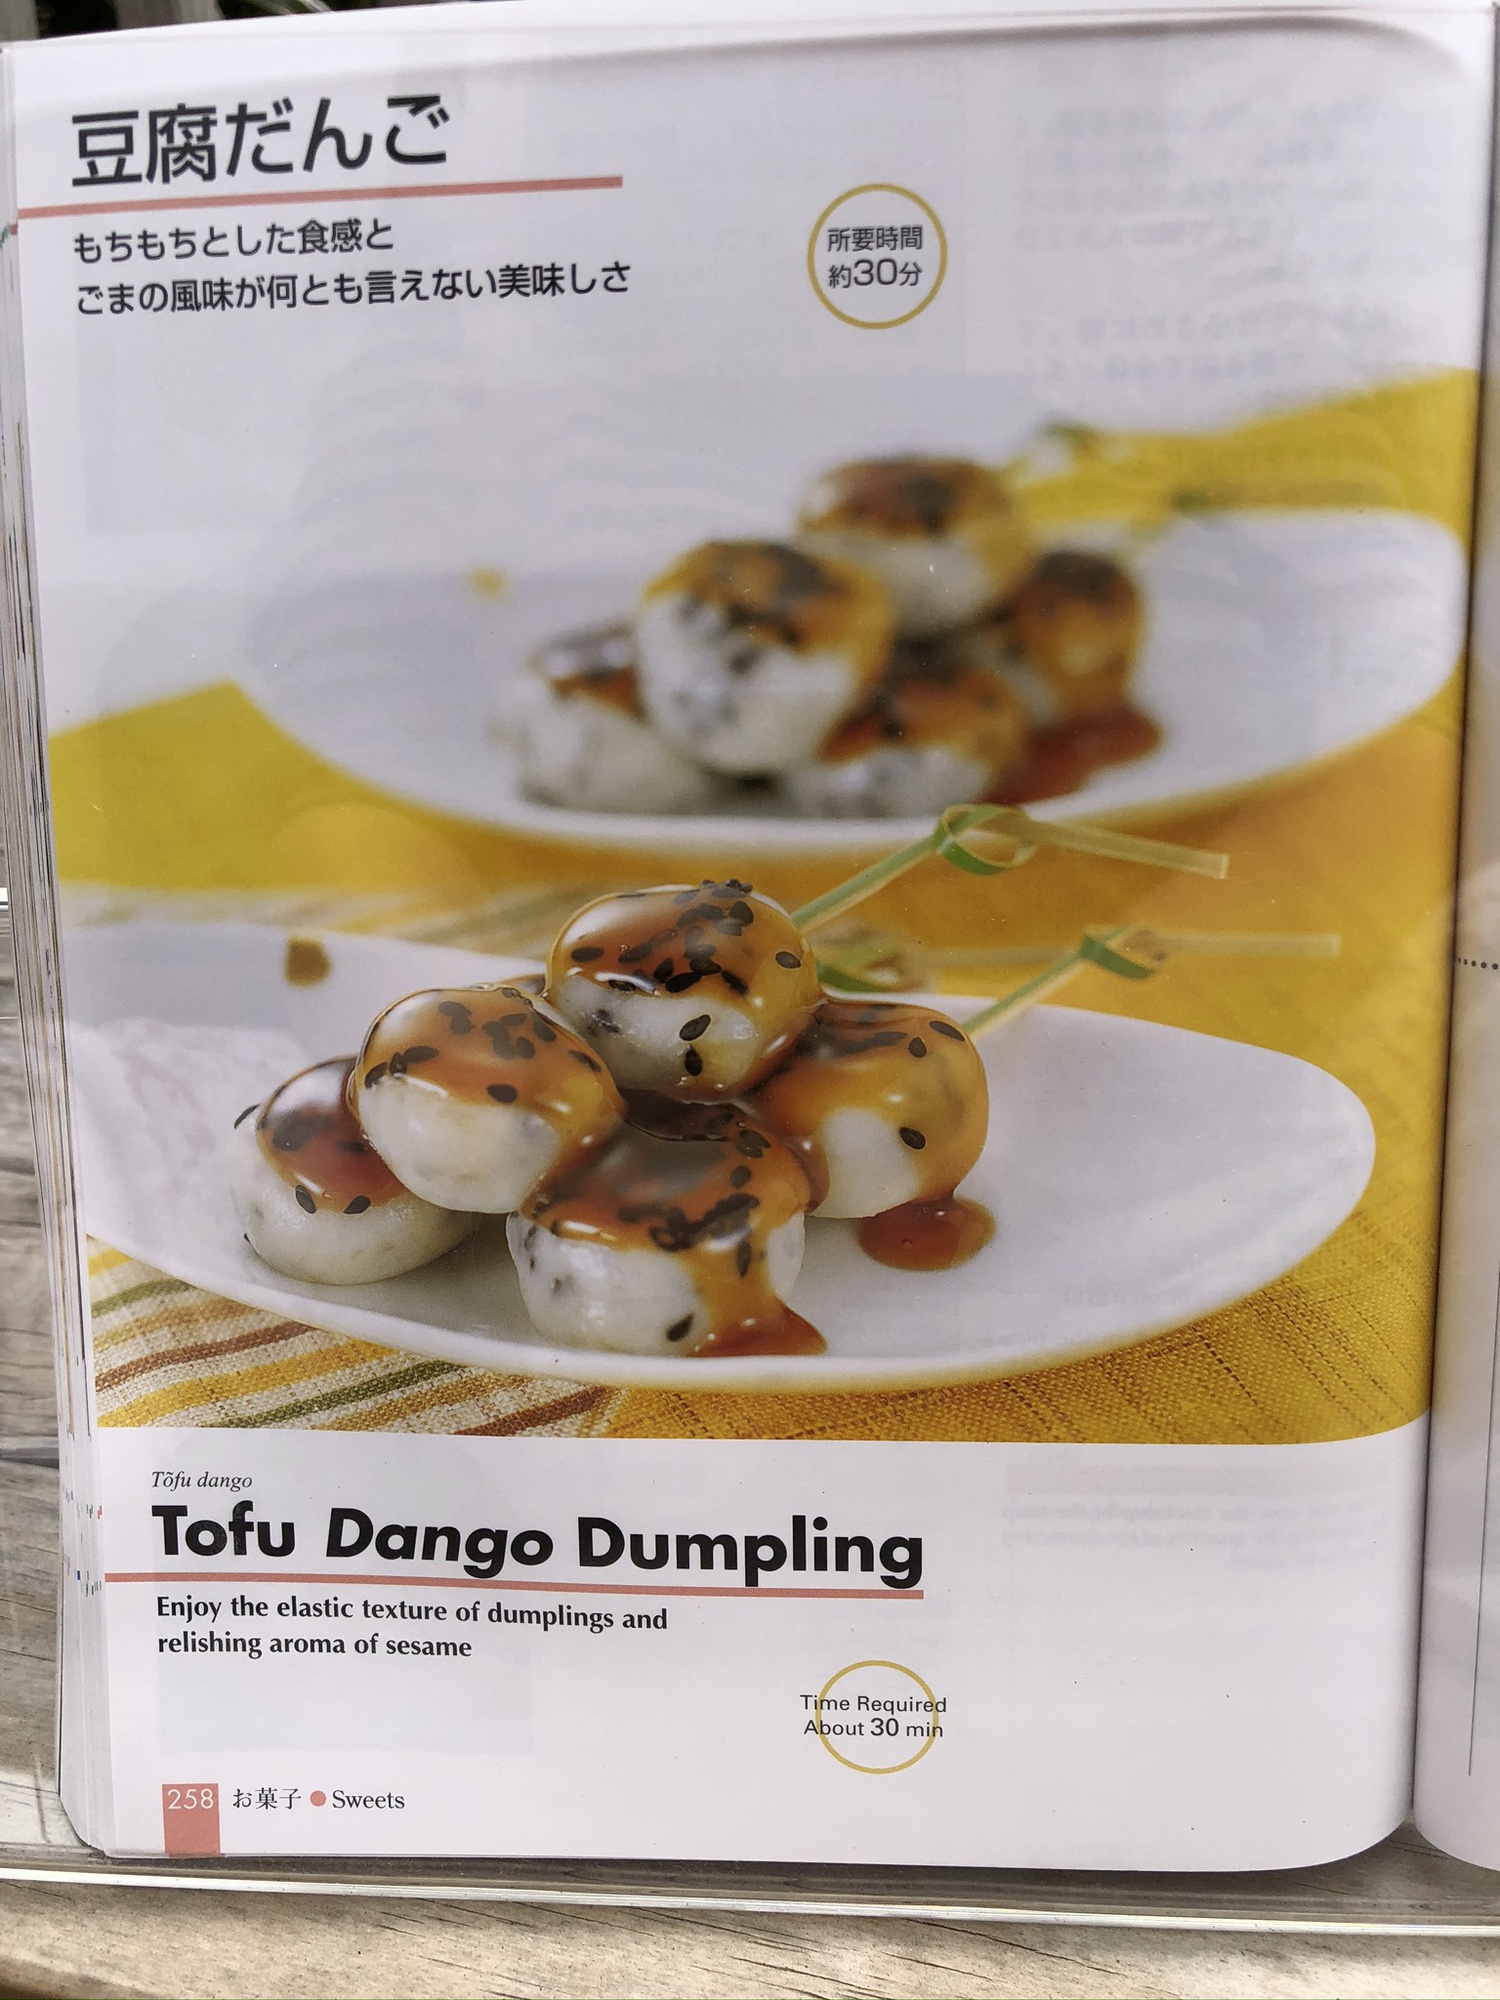 豆腐だんご
もちもちとした食感と
ごまの風味が何とも言えない美味しさ
所要時間
約30分
Tõfu dango
Tofu Dango Dumpling
Enjoy the elastic texture of dumplings and
relishing aroma of sesame
Time Required
About 30 min
258 お菓子 ● Sweets